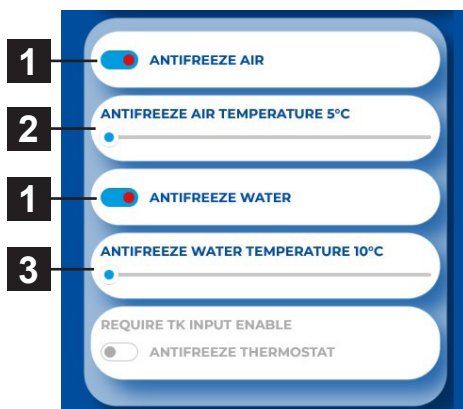 1 ANTIFREEZE AIR
2 ANTIFREEZE AIR TEMPERATURE 5°C
1 ANTIFREEZE WATER
3 ANTIFREEZE WATER TEMPERATURE 10°C
REQUIRE TK INPUT ENABLE
ANTIFREEZE THERMOSTAT